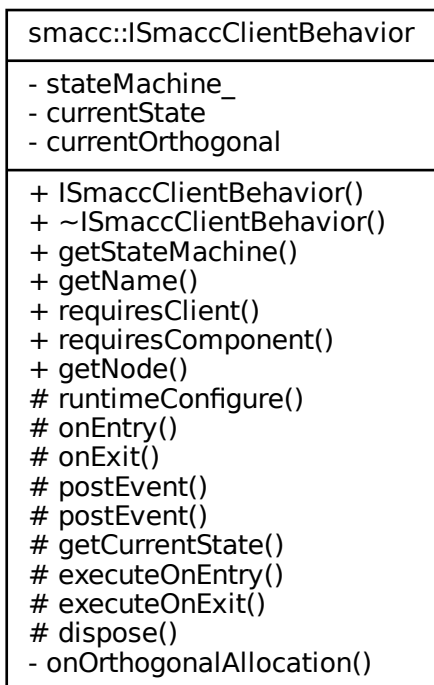 smacc::ISmaccClientBehavior
- stateMachine_
- currentState
- currentOrthogonal
+ ISmaccClientBehavior()
+ ~ISmaccClientBehavior()
+ getStateMachine()
+ getName()
+ requiresClient()
+ requiresComponent()
+ getNode()
# runtimeConfigure()
# onEntry()
# onExit()
# postEvent()
# postEvent()
# getCurrentState()
# executeOnEntry()
# executeOnExit()
# dispose()
- onOrthogonalAllocation()